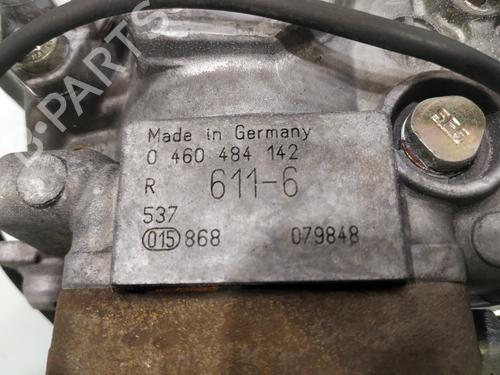 B-PARTS
Made in Germany
0 460 484 142
R 611-6
537
015 868 079848